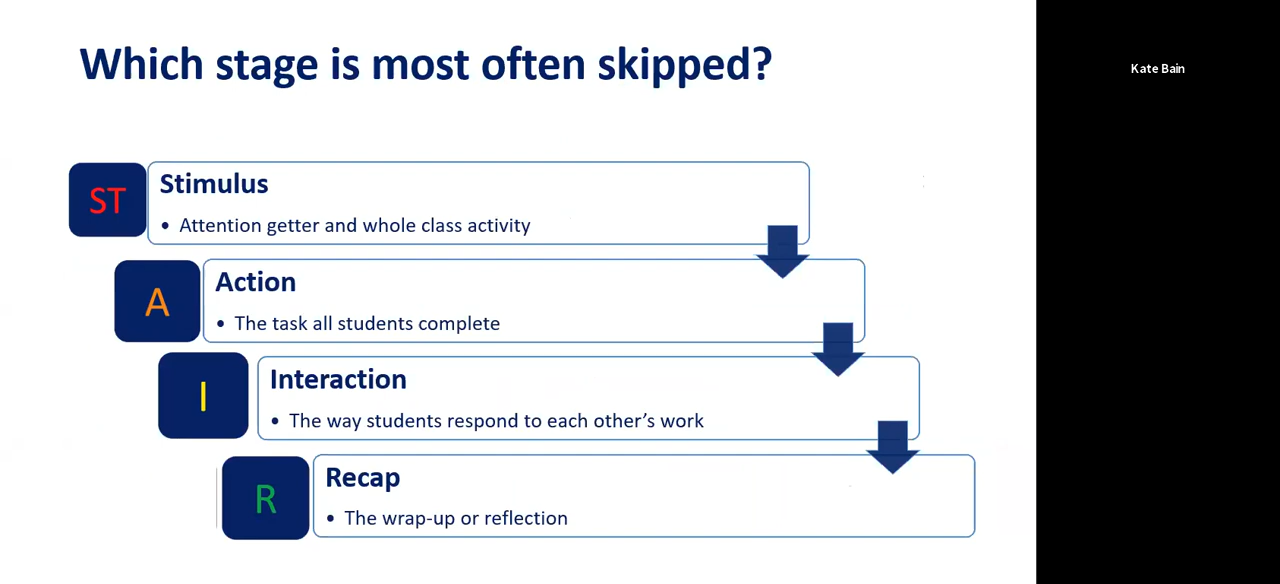 Which stage is most often skipped?
Kate Bain
ST
Stimulus
• Attention getter and whole class activity
A
Action
• The task all students complete
I
Interaction
• The way students respond to each other’s work
R
Recap
• The wrap-up or reflection